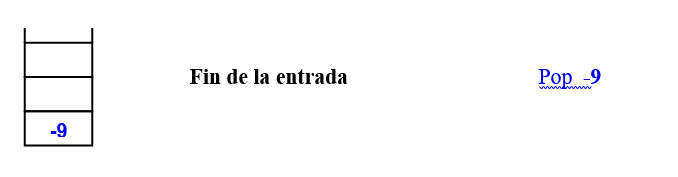 Fin de la entrada
Pop -9
-9